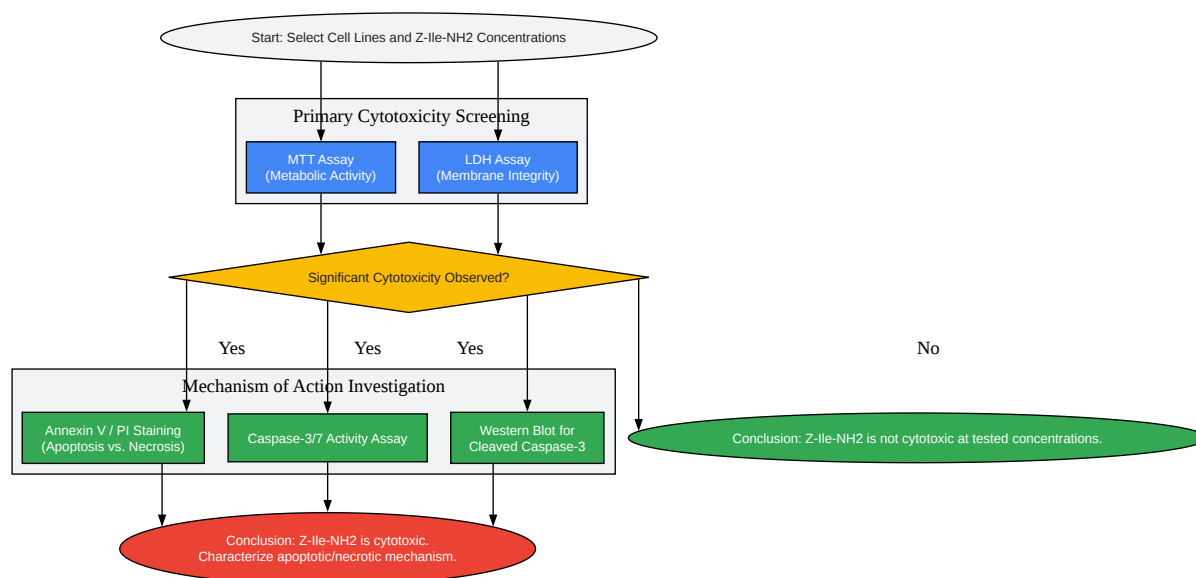 Start: Select Cell Lines and Z-Ile-NH2 Concentrations
Primary Cytotoxicity Screening
MTT Assay
(Metabolic Activity)
LDH Assay
(Membrane Integrity)
Significant Cytotoxicity Observed?
Yes
Yes
Yes
No
Mechanism of Action Investigation
Annexin V / PI Staining
(Apoptosis vs. Necrosis)
Caspase-3/7 Activity Assay
Western Blot for
Cleaved Caspase-3
Conclusion: Z-Ile-NH2 is not cytotoxic at tested concentrations.
Conclusion: Z-Ile-NH2 is cytotoxic.
Characterize apoptotic/necrotic mechanism.